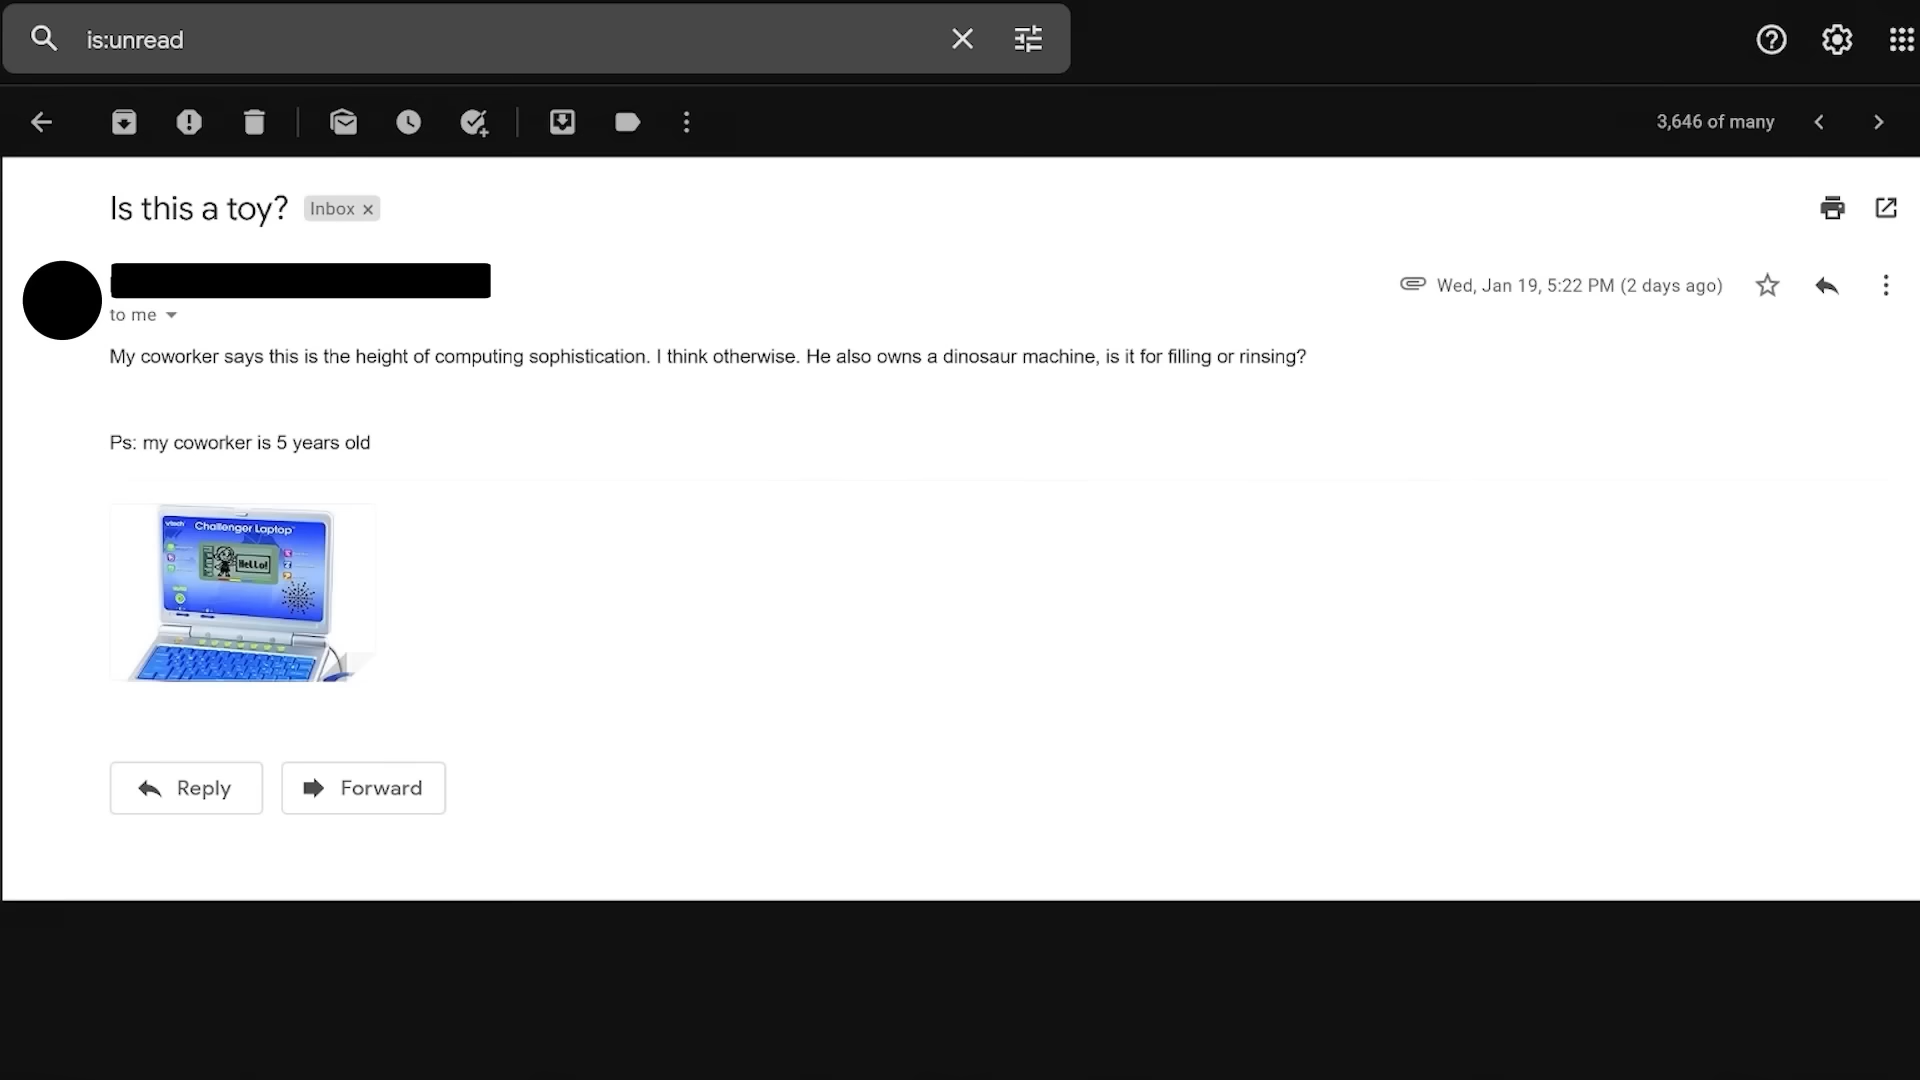 is:unread
3,646 of many
Is this a toy? Inbox x
Wed, Jan 19, 5:22 PM (2 days ago)
to me
My coworker says this is the height of computing sophistication. I think otherwise. He also owns a dinosaur machine, is it for filling or rinsing?
Ps: my coworker is 5 years old
vtech Challenger Laptop
Hello!
Reply Forward